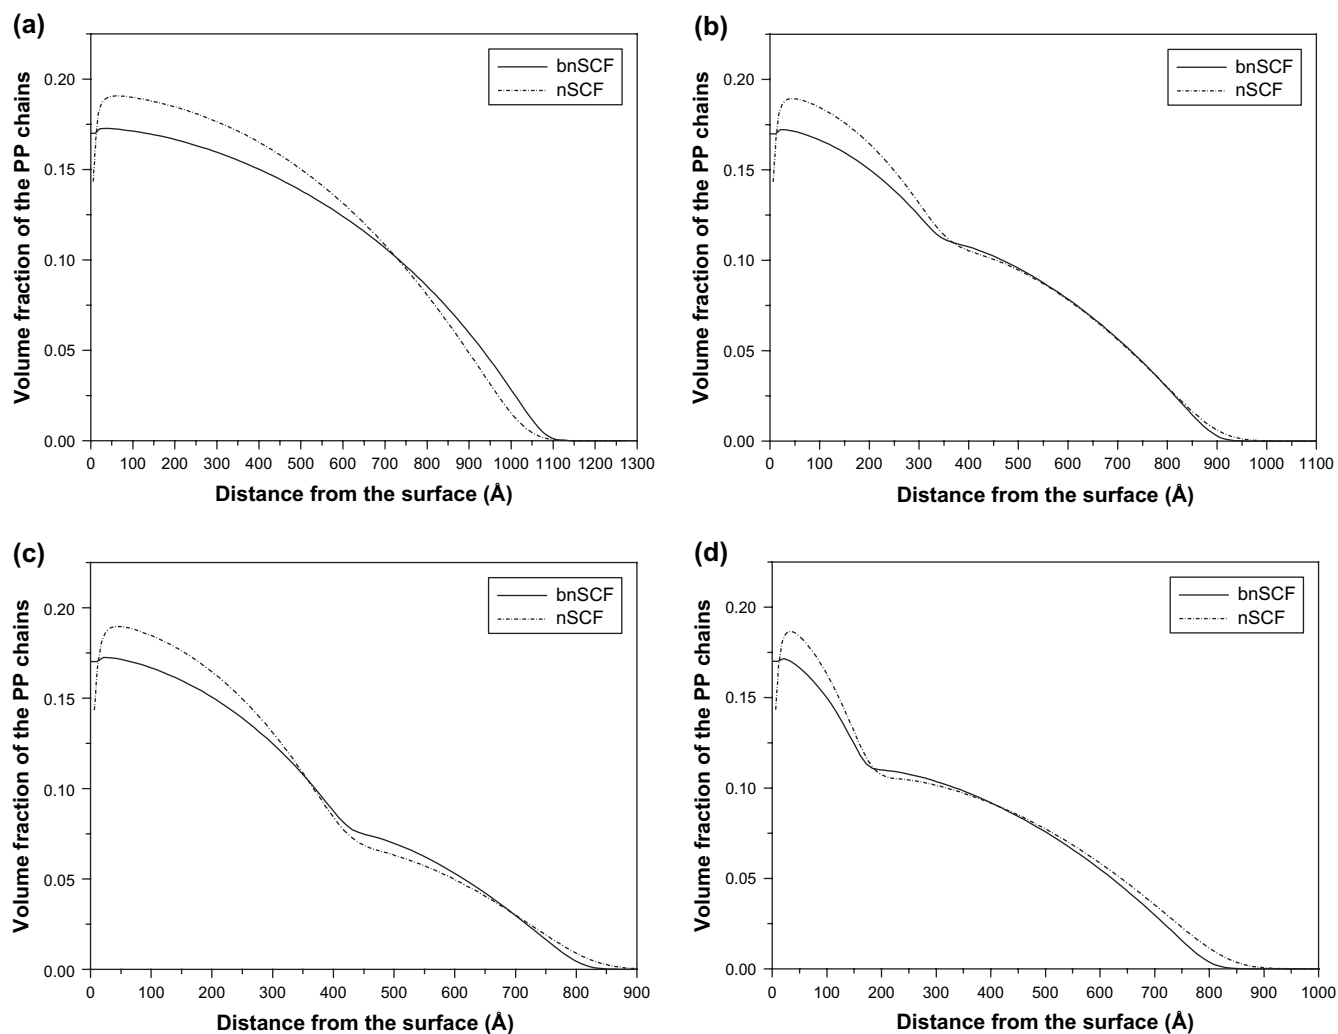 (a)
bnSCF
nSCF
Volume fraction of the PP chains
0.20
0.15
0.10
0.05
0.00
0 100 200 300 400 500 600 700 800 900 1000 1100 1200 1300
Distance from the surface (Å)
(b)
bnSCF
nSCF
Volume fraction of the PP chains
0.20
0.15
0.10
0.05
0.00
0 100 200 300 400 500 600 700 800 900 1000 1100
Distance from the surface (Å)
(c)
bnSCF
nSCF
Volume fraction of the PP chains
0.20
0.15
0.10
0.05
0.00
0 100 200 300 400 500 600 700 800 900
Distance from the surface (Å)
(d)
bnSCF
nSCF
Volume fraction of the PP chains
0.20
0.15
0.10
0.05
0.00
0 100 200 300 400 500 600 700 800 900 1000
Distance from the surface (Å)